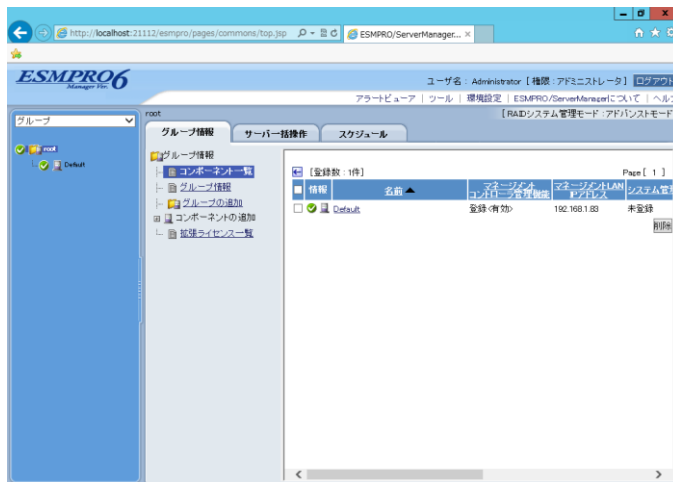 http://localhost:21112/esmpro/pages/commons/top.jsp
ESMPRO/ServerManager...
ESMPRO6
Manager Ver.
ユーザ名 : Administrator [ 権限 : アドミニストレータ ] ログアウト
アラートビューア | ツール | 環境設定 | ESMPRO/ServerManagerについて | ヘル
グループ
root
[ RAIDシステム管理モード : アドバンストモード
グループ情報 サーバー括操作 スケジュール
root
Default
グループ情報
コンポーネント一覧
グループ情報
グループの追加
コンポーネントの追加
拡張ライセンス一覧
[登録数 : 1件] Page [ 1 ]
情報 名前 マネージメントコントローラ管理機能 マネージメントLAN IPアドレス システム管理
Default 登録<有効> 192.168.1.83 未登録
削除